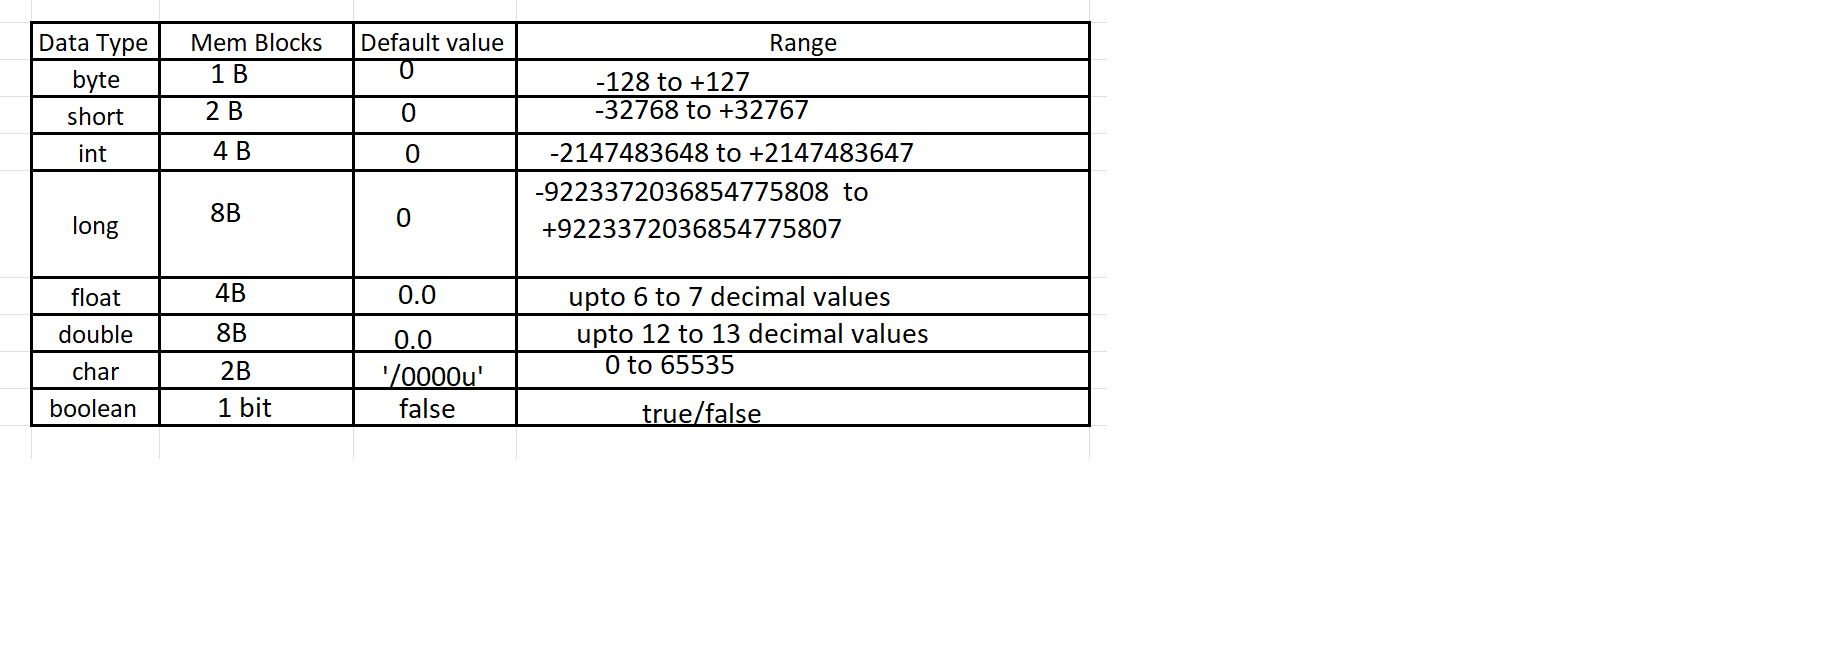 Data Type Mem Blocks Default value Range
byte 1 B 0 -128 to +127
short 2 B 0 -32768 to +32767
int 4 B 0 -2147483648 to +2147483647
long 8B 0 -9223372036854775808 to
+9223372036854775807
float 4B 0.0 upto 6 to 7 decimal values
double 8B 0.0 upto 12 to 13 decimal values
char 2B '/0000u' 0 to 65535
boolean 1 bit false true/false